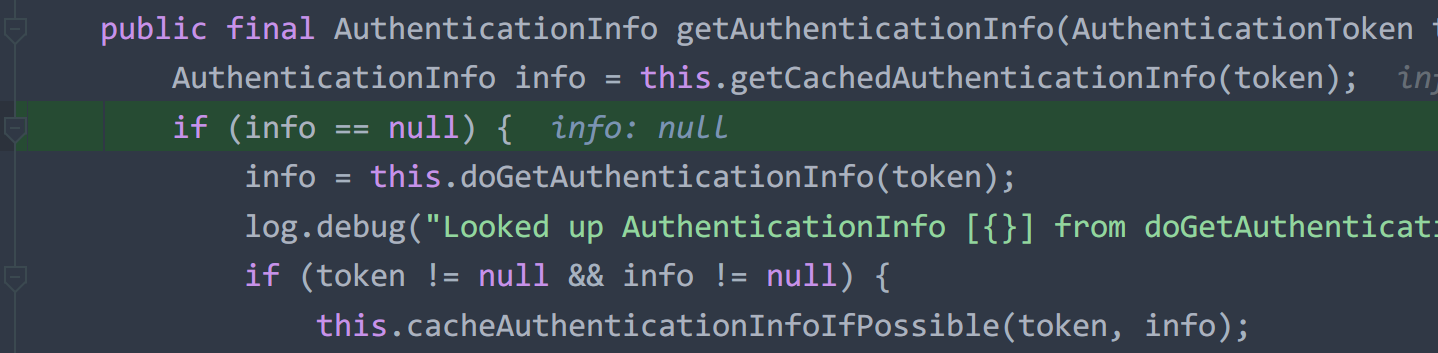 public final AuthenticationInfo getAuthenticationInfo(AuthenticationToken
AuthenticationInfo info = this.getCachedAuthenticationInfo(token);
if (info == null) { info: null
info = this.doGetAuthenticationInfo(token);
log.debug("Looked up AuthenticationInfo [{}] from doGetAuthenticati
if (token != null && info != null) {
this.cacheAuthenticationInfoIfPossible(token, info);